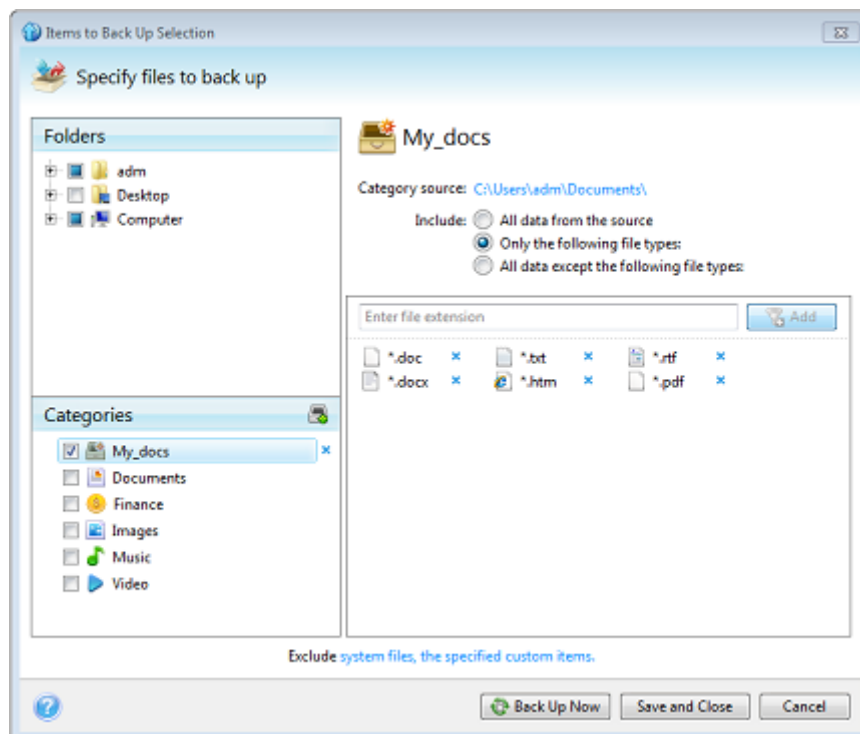 Items to Back Up Selection
Specify files to back up
Folders
adm
Desktop
Computer
Categories
My_docs
Documents
Finance
Images
Music
Video
My_docs
Category source: C:\Users\adm\Documents\
Include: All data from the source
Only the following file types:
All data except the following file types:
Enter file extension Add
*.doc *.txt *.rtf
*.docx *.htm *.pdf
Exclude system files, the specified custom items.
Back Up Now Save and Close Cancel